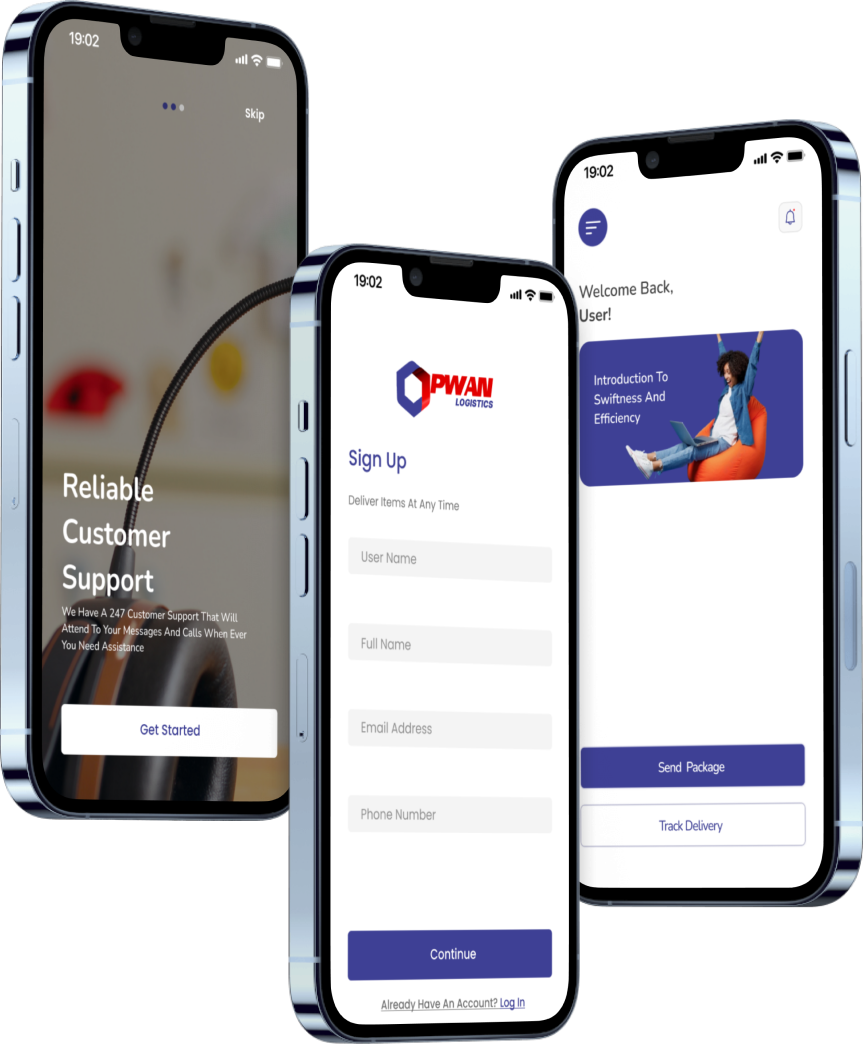 19:02
Skip
Reliable
Customer
Support
We Have A 247 Customer Support That Will
Attend To Your Messages And Calls When Ever
You Need Assistance
Get Started
19:02
PWAN
LOGISTICS
Sign Up
Deliver Items At Any Time
User Name
Full Name
Email Address
Phone Number
Continue
Already Have An Account? Log In
19:02
Welcome Back,
User!
Introduction To
Swiftness And
Efficiency
Send Package
Track Delivery